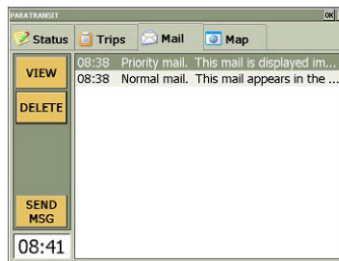 PARATRANSIT OK
Status Trips Mail Map
VIEW
DELETE
SEND
MSG
08:41
08:38 Priority mail. This mail is displayed im...
08:38 Normal mail. This mail appears in the ...